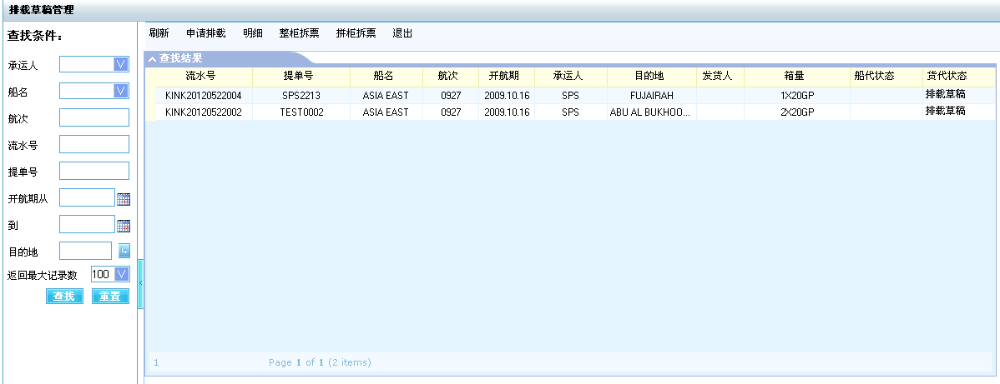 排载草稿管理
查找条件：
承运人
船名
航次
流水号
提单号
开航期从
到
目的地
返回最大记录数 100
查找 重置
刷新 申请排载 明细 整柜拆票 拼柜拆票 退出
查找结果
流水号 提单号 船名 航次 开航期 承运人 目的地 发货人 箱量 船代状态 货代状态
KINK20120522004 SPS2213 ASIA EAST 0927 2009.10.16 SPS FUJAIRAH 1X20GP 排载草稿
KINK20120522002 TEST0002 ASIA EAST 0927 2009.10.16 SPS ABU AL BUKHOO... 2X20GP 排载草稿
1 Page 1 of 1 (2 items)